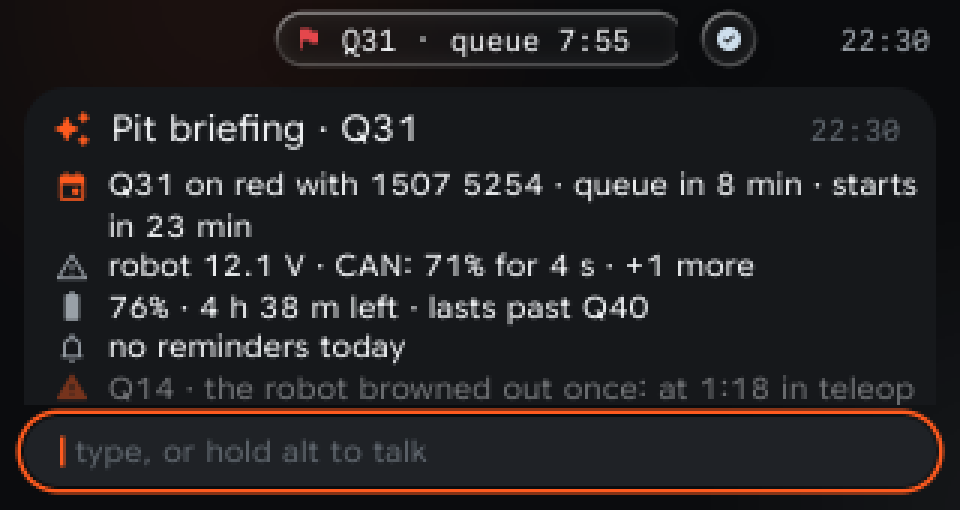 Q31 · queue 7:55
22:30
Pit briefing · Q31
22:30
Q31 on red with 1507 5254 · queue in 8 min · starts
in 23 min
robot 12.1 V · CAN: 71% for 4 s · +1 more
76% · 4 h 38 m left · lasts past Q40
no reminders today
Q14 · the robot browned out once: at 1:18 in teleop
type, or hold alt to talk